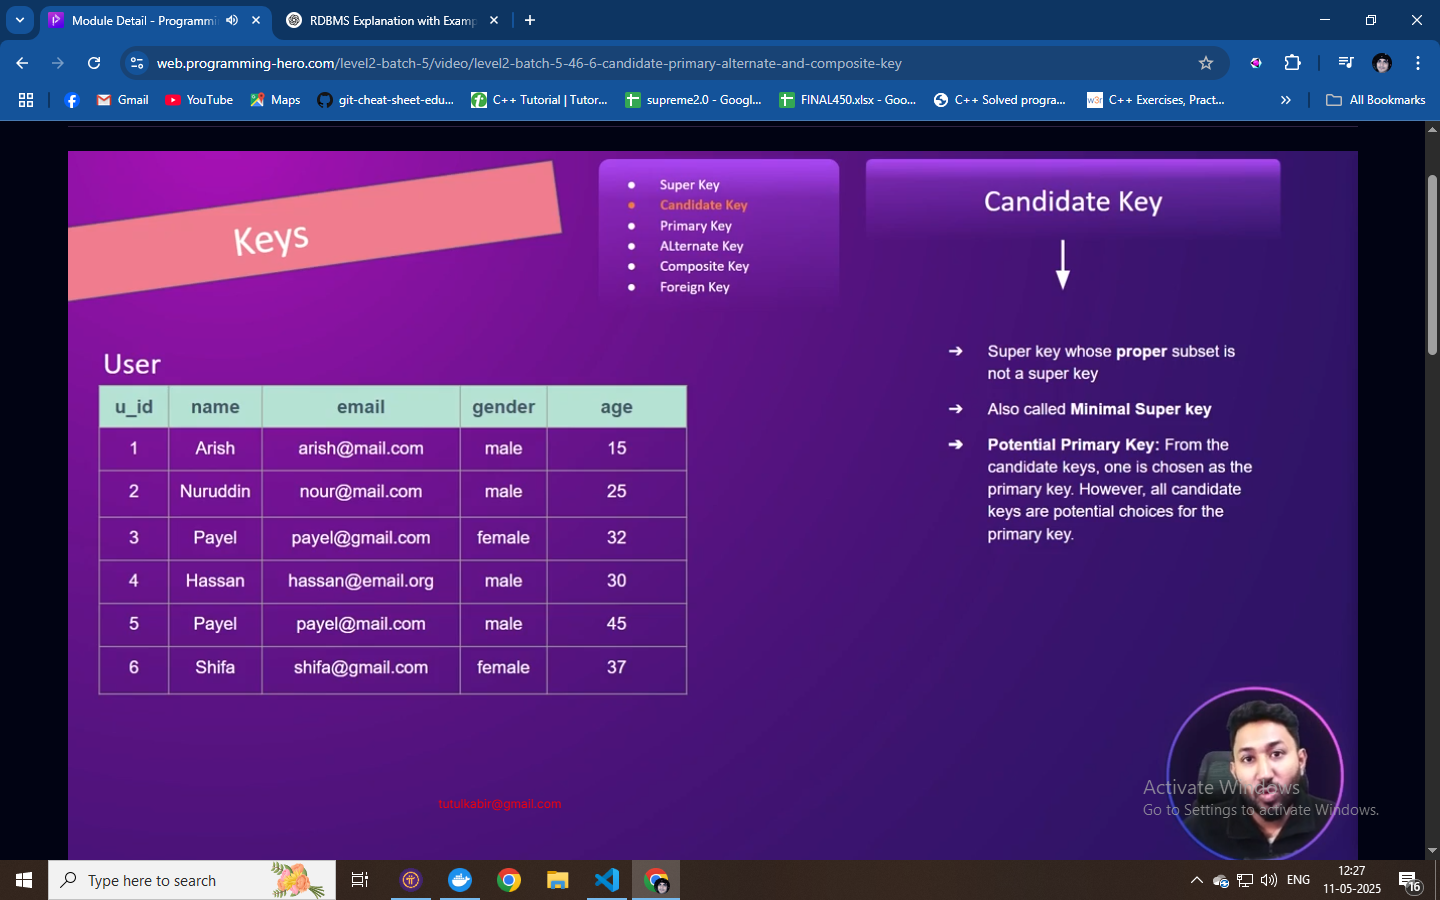 Module Detail - Programmi
RDBMS Explanation with Examp
web.programming-hero.com/level2-batch-5/video/level2-batch-5-46-6-candidate-primary-alternate-and-composite-key
Gmail
YouTube
Maps
git-cheat-sheet-edu...
C++ Tutorial | Tutor...
supreme2.0 - Googl...
FINAL450.xlsx - Goo...
C++ Solved progra...
w3r
C++ Exercises, Pract...
»
All Bookmarks
Keys
● Super Key
● Candidate Key
● Primary Key
● ALternate Key
● Composite Key
● Foreign Key
Candidate Key
User
u_id name email gender age
1 Arish arish@mail.com male 15
2 Nuruddin nour@mail.com male 25
3 Payel payel@gmail.com female 32
4 Hassan hassan@email.org male 30
5 Payel payel@mail.com male 45
6 Shifa shifa@gmail.com female 37
➔ Super key whose proper subset is
not a super key
➔ Also called Minimal Super key
➔ Potential Primary Key: From the
candidate keys, one is chosen as the
primary key. However, all candidate
keys are potential choices for the
primary key.
tutulkabir@gmail.com
Activate Windows
Go to Settings to activate Windows.
Type here to search
ENG
12:27
11-05-2025
16